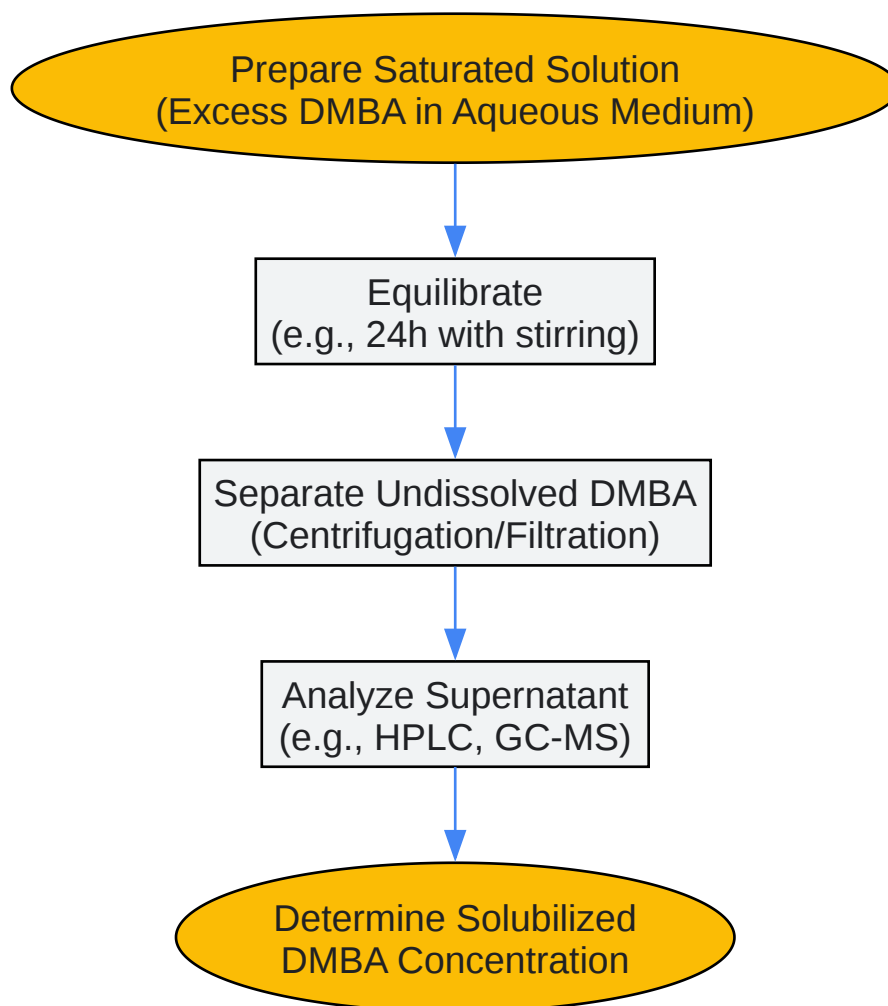 Prepare Saturated Solution
(Excess DMBA in Aqueous Medium)
Equilibrate
(e.g., 24h with stirring)
Separate Undissolved DMBA
(Centrifugation/Filtration)
Analyze Supernatant
(e.g., HPLC, GC-MS)
Determine Solubilized
DMBA Concentration